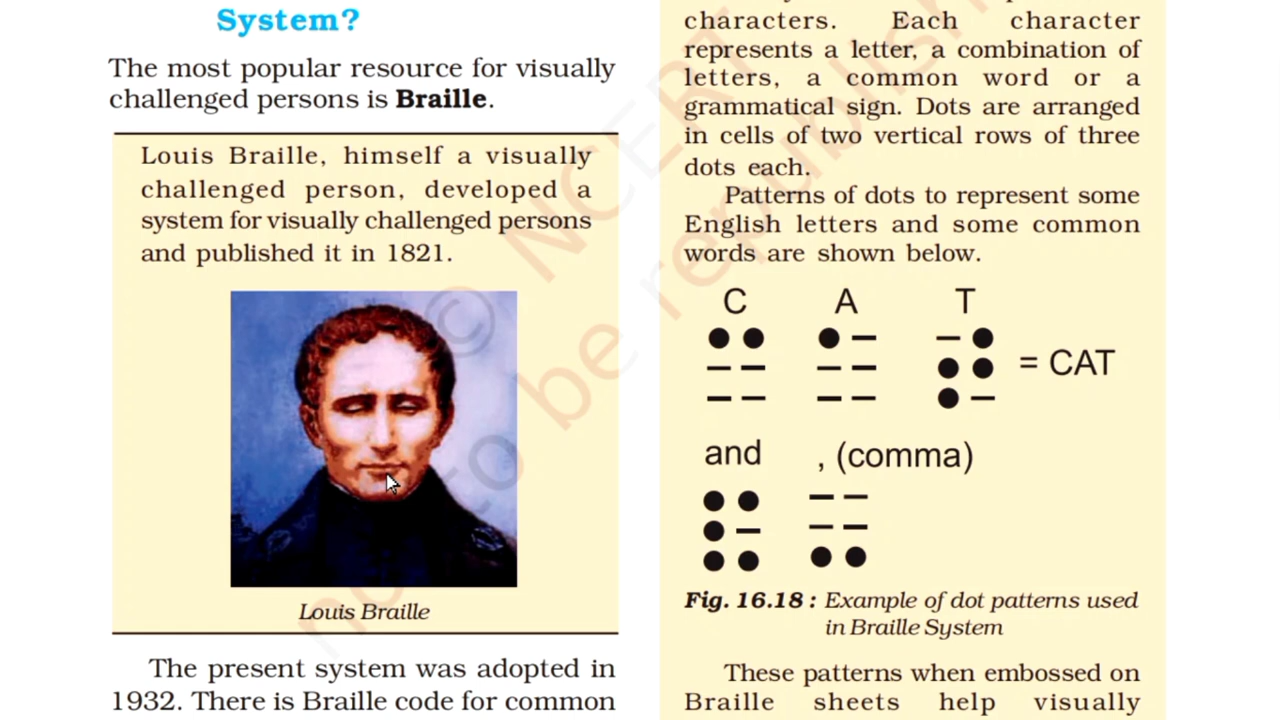 System?
The most popular resource for visually
challenged persons is Braille.
Louis Braille, himself a visually
challenged person, developed a
system for visually challenged persons
and published it in 1821.
Louis Braille
The present system was adopted in
1932. There is Braille code for common
characters. Each character
represents a letter, a combination of
letters, a common word or a
grammatical sign. Dots are arranged
in cells of two vertical rows of three
dots each.
Patterns of dots to represent some
English letters and some common
words are shown below.
C A T
= CAT
and , (comma)
Fig. 16.18 : Example of dot patterns used
in Braille System
These patterns when embossed on
Braille sheets help visually
© NCERT
not to be republish